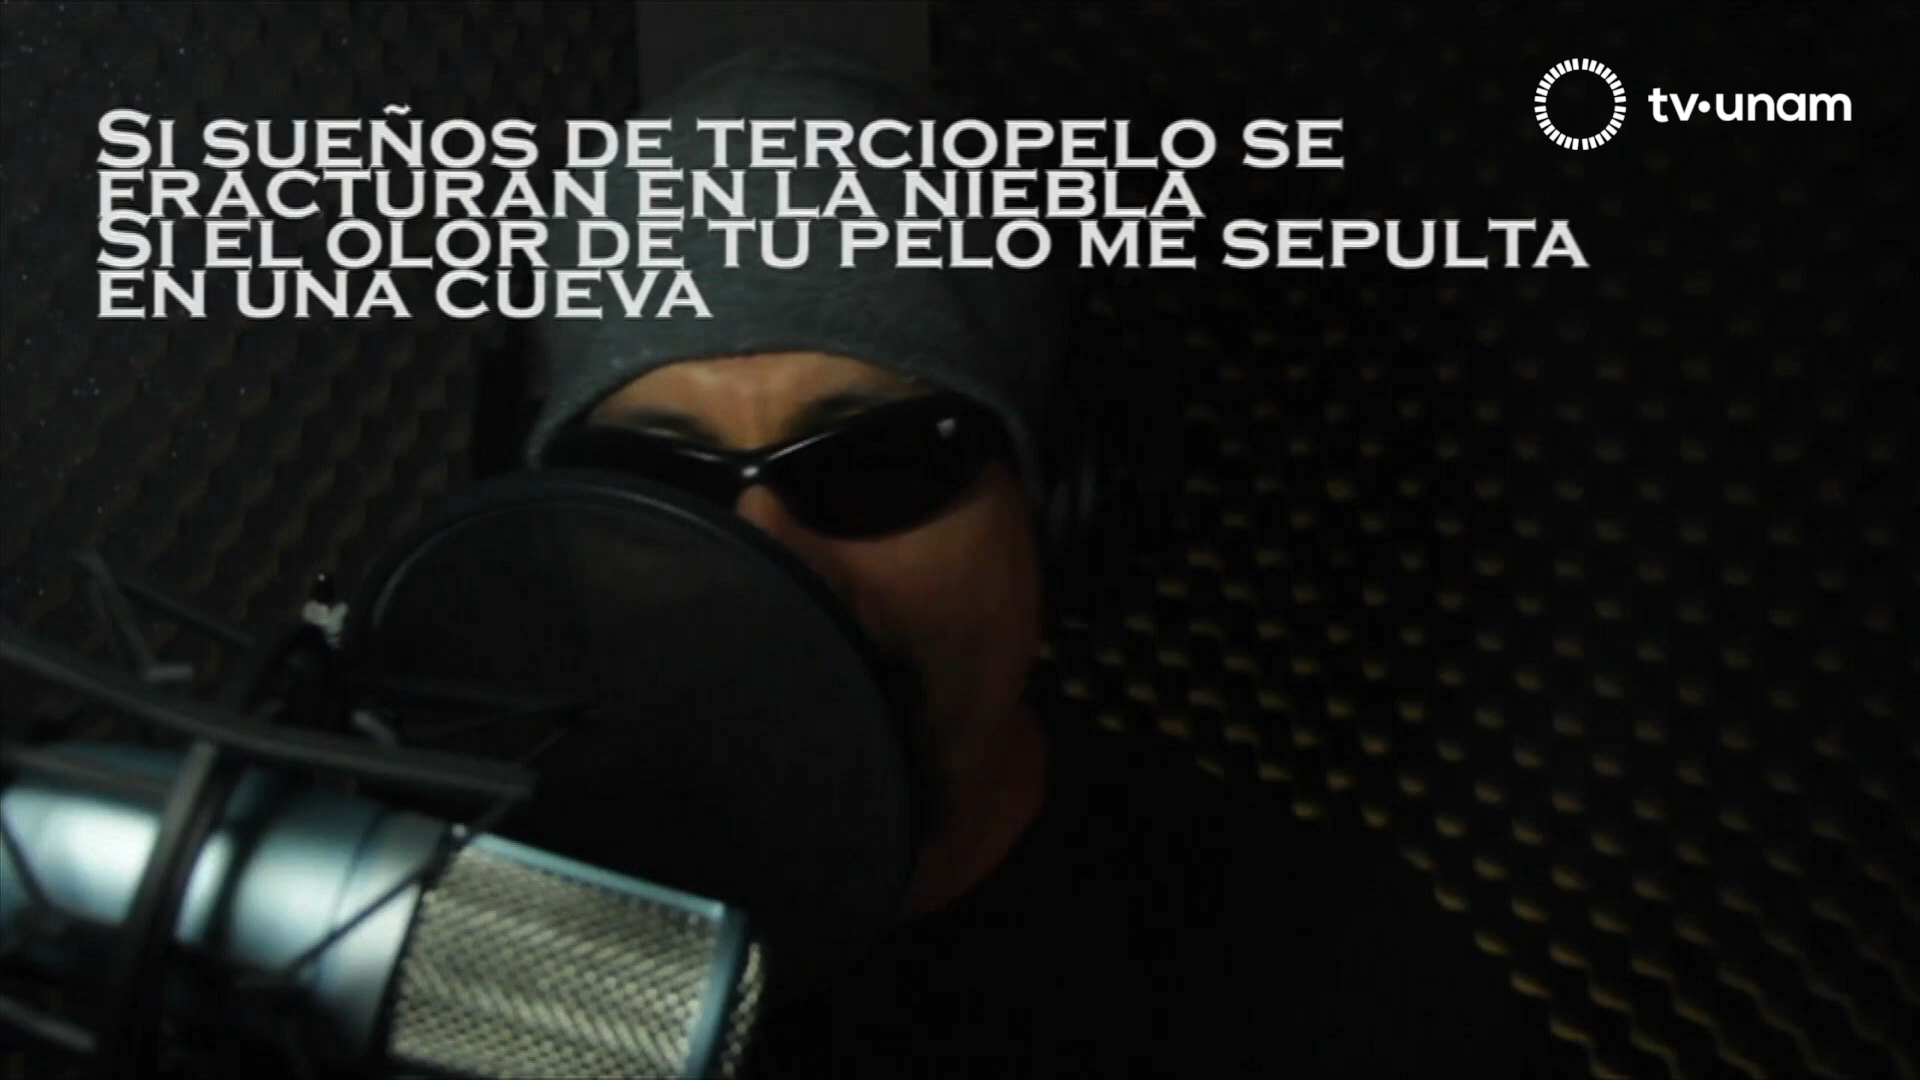 SI SUEÑOS DE TERCIOPELO SE
FRACTURAN EN LA NIEBLA
SI EL OLOR DE TU PELO ME SEPULTA
EN UNA CUEVA
tv•unam